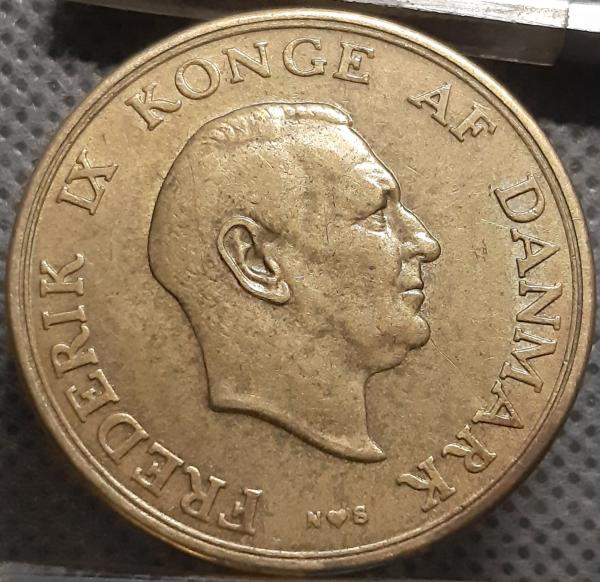 FREDERIK IX KONGE AF DANMARK
N♥S